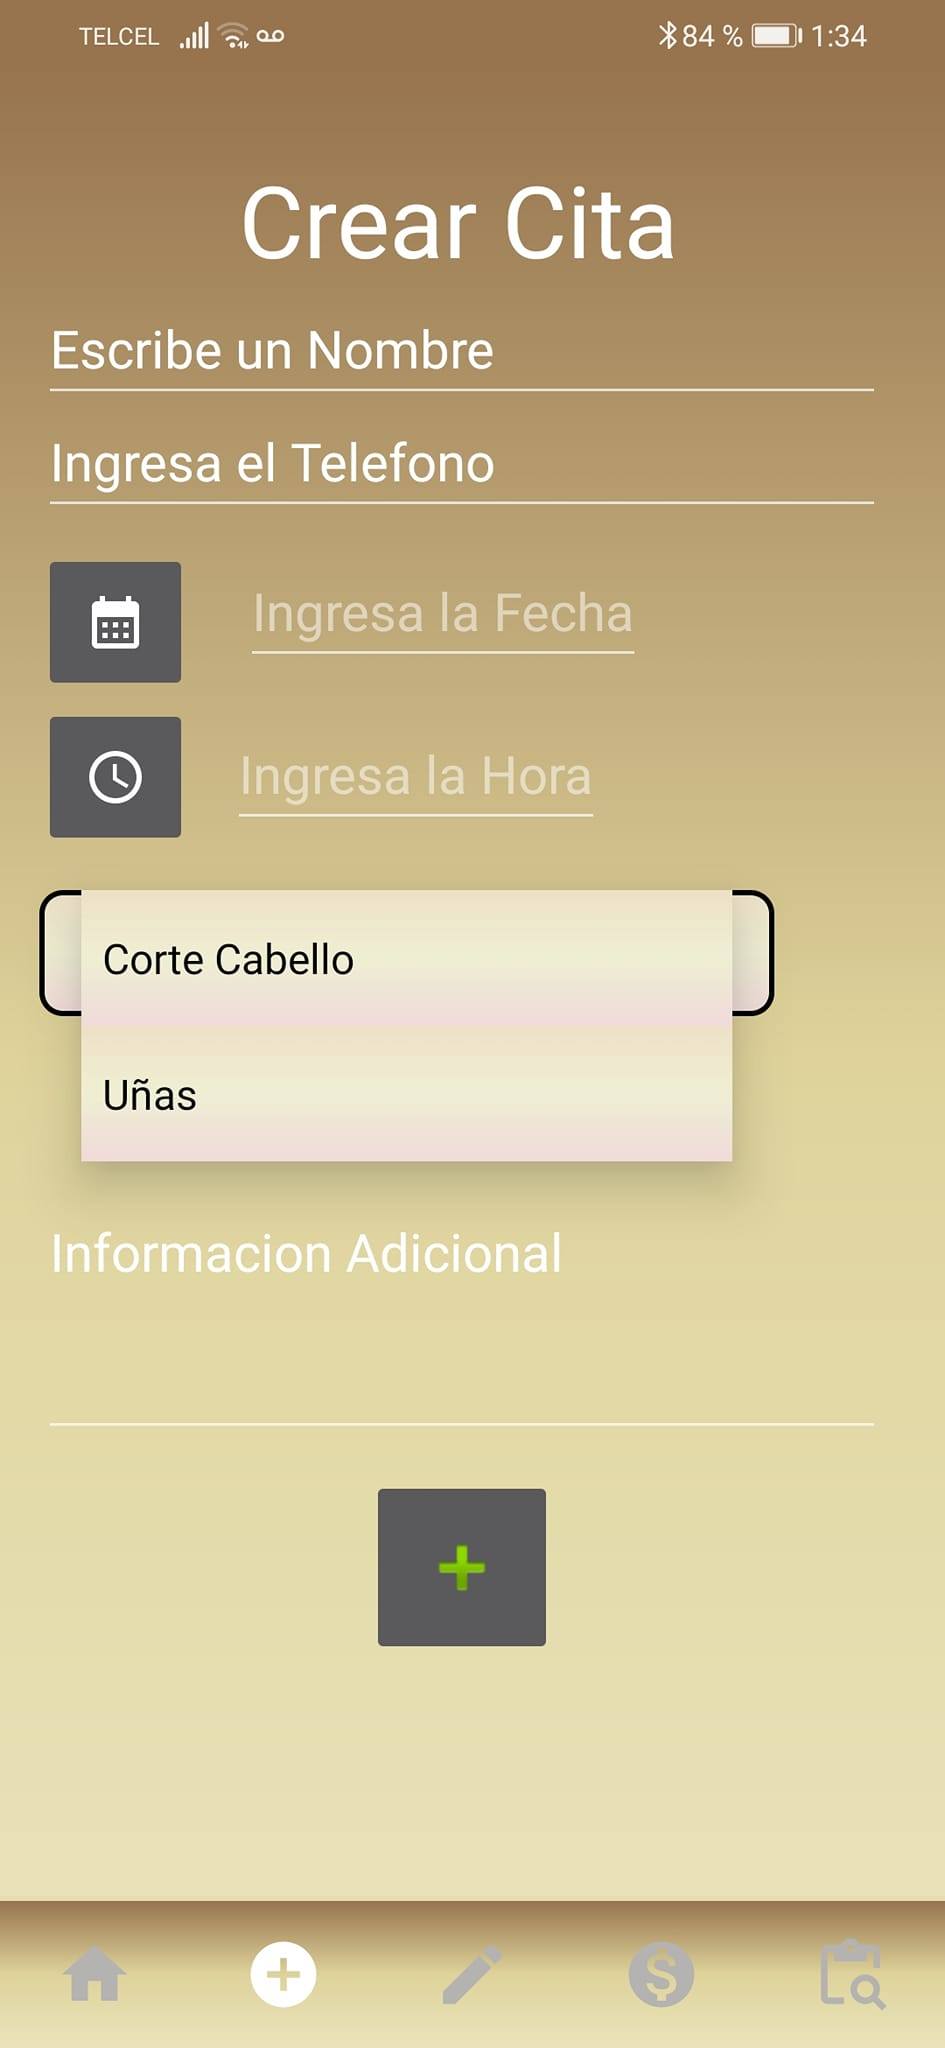 TELCEL 84 % 1:34
Crear Cita
Escribe un Nombre
Ingresa el Telefono
Ingresa la Fecha
Ingresa la Hora
Corte Cabello
Uñas
Informacion Adicional